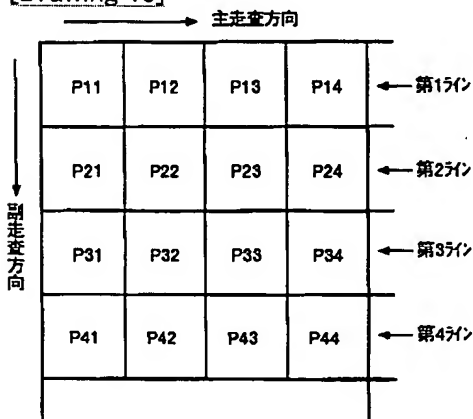 [Drawing 10]
主走査方向
P11 P12 P13 P14 第1ライン
P21 P22 P23 P24 第2ライン
副走査方向
P31 P32 P33 P34 第3ライン
P41 P42 P43 P44 第4ライン